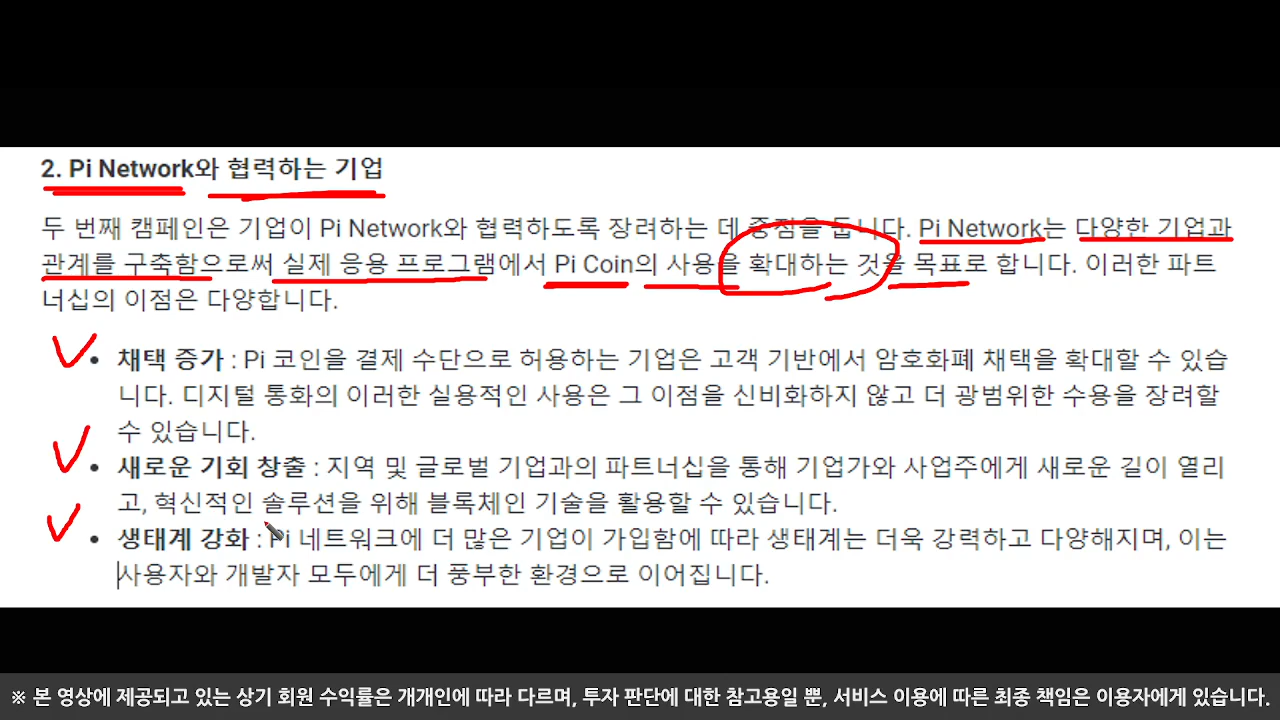 2. Pi Network와 협력하는 기업
두 번째 캠페인은 기업이 Pi Network와 협력하도록 장려하는 데 중점을 둡니다. Pi Network는 다양한 기업과
관계를 구축함으로써 실제 응용 프로그램에서 Pi Coin의 사용을 확대하는 것을 목표로 합니다. 이러한 파트
너십의 이점은 다양합니다.
• 채택 증가 : Pi 코인을 결제 수단으로 허용하는 기업은 고객 기반에서 암호화폐 채택을 확대할 수 있습
니다. 디지털 통화의 이러한 실용적인 사용은 그 이점을 신비화하지 않고 더 광범위한 수용을 장려할
수 있습니다.
• 새로운 기회 창출 : 지역 및 글로벌 기업과의 파트너십을 통해 기업가와 사업주에게 새로운 길이 열리
고, 혁신적인 솔루션을 위해 블록체인 기술을 활용할 수 있습니다.
• 생태계 강화 : Pi 네트워크에 더 많은 기업이 가입함에 따라 생태계는 더욱 강력하고 다양해지며, 이는
사용자와 개발자 모두에게 더 풍부한 환경으로 이어집니다.
※ 본 영상에 제공되고 있는 상기 회원 수익률은 개개인에 따라 다르며, 투자 판단에 대한 참고용일 뿐, 서비스 이용에 따른 최종 책임은 이용자에게 있습니다.